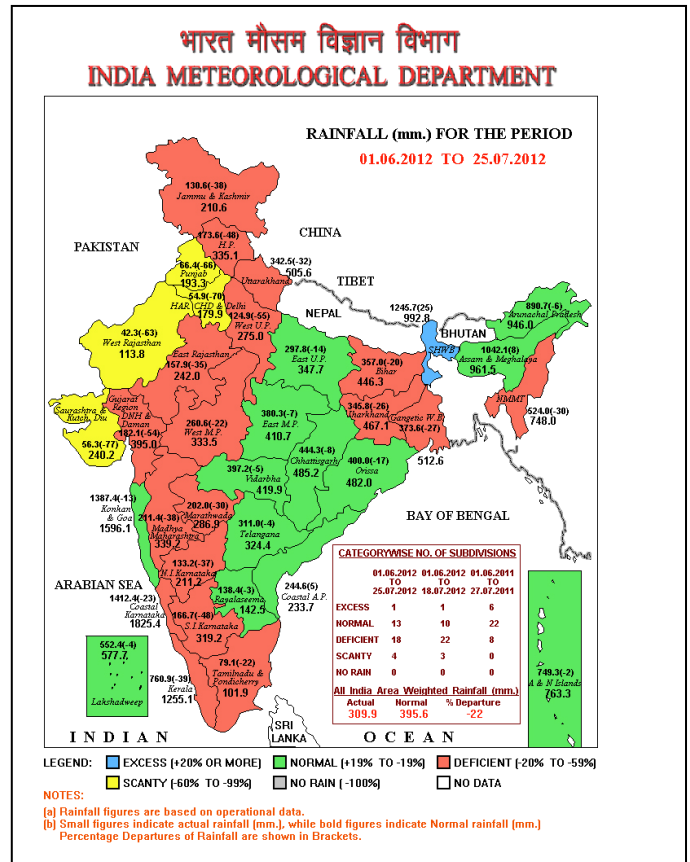 भारत मौसम विज्ञान विभाग
INDIA METEOROLOGICAL DEPARTMENT
RAINFALL (mm.) FOR THE PERIOD
01.06.2012 TO 25.07.2012
130.6(-38)
Jammu & Kashmir
210.6
CHINA
173.6(-48)
H.P.
335.1
PAKISTAN
66.4(-66)
Punjab
193.3
342.5(-32)
505.6
Uttarakhand
TIBET
54.9(-70)
HAR. CHD & Delhi
179.9
NEPAL
124.9(-55)
West U.P.
275.0
1245.7(25)
992.8
SHWB
BHUTAN
890.7(-6)
Arunachal Pradesh
946.0
42.3(-63)
West Rajasthan
113.8
East Rajasthan
157.9(-35)
242.0
297.8(-14)
East U.P.
347.7
357.0(-20)
Bihar
446.3
1042.1(8)
Assam & Meghalaya
961.5
NMMT
524.0(-30)
748.0
Saurashtra &
Kutch, Diu
56.3(-77)
240.2
Gujarat
Region
DNH &
Daman
182.1(-54)
395.0
260.6(-22)
West M.P.
333.5
380.3(-7)
East M.P.
410.7
345.8(-26)
Jharkhand
467.1
Gangetic W.B
373.6(-27)
512.6
444.3(-8)
Chhattisgarh
485.2
400.0(-17)
Orissa
482.0
397.2(-5)
Vidarbha
419.9
1387.4(-13)
Konkan
& Goa
1596.1
211.4(-38)
Madhya
Maharashtra
339.2
202.0(-30)
Marathwada
286.9
311.0(-4)
Telangana
324.4
BAY OF BENGAL
133.2(-37)
N.I.Karnataka
211.2
ARABIAN SEA
1412.4(-23)
Coastal
Karnataka
1825.4
138.4(-3)
Rayalaseema
142.5
244.6(5)
Coastal A.P.
233.7
166.7(-48)
S.I.Karnataka
319.2
552.4(-4)
577.7
Lakshadweep
760.9(-39)
Kerala
1255.1
79.1(-22)
Tamilnadu &
Pondicherry
101.9
749.3(-2)
A & N Islands
763.3
CATEGORYWISE NO. OF SUBDIVISIONS
01.06.2012 01.06.2012 01.06.2011
TO TO TO
25.07.2012 18.07.2012 27.07.2011
EXCESS 1 1 6
NORMAL 13 10 22
DEFICIENT 18 22 8
SCANTY 4 3 0
NO RAIN 0 0 0
All India Area Weighted Rainfall (mm.)
Actual Normal % Departure
309.9 395.6 -22
SRI
LANKA
INDIAN OCEAN
LEGEND: EXCESS (+20% OR MORE) NORMAL (+19% TO -19%) DEFICIENT (-20% TO -59%)
SCANTY (-60% TO -99%) NO RAIN ( -100%) NO DATA
NOTES:
(a) Rainfall figures are based on operational data.
(b) Small figures indicate actual rainfall (mm.), while bold figures indicate Normal rainfall (mm.)
Percentage Departures of Rainfall are shown in Brackets.